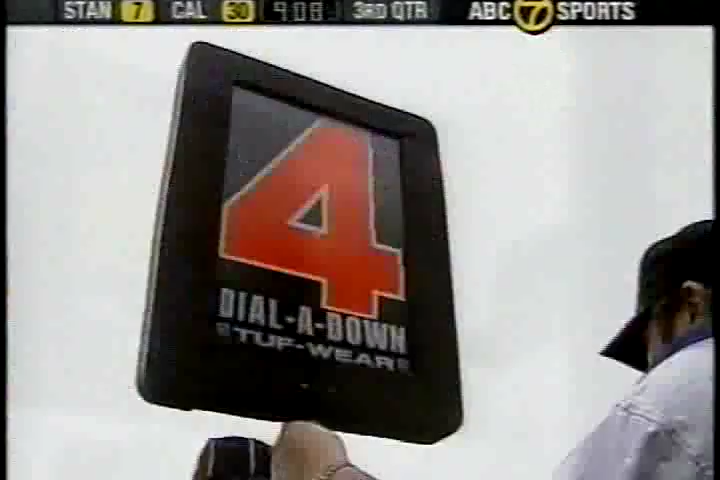 STAN 7 CAL 30 9:08 3RD QTR ABC 7 SPORTS
4
DIAL-A-DOWN
TUF-WEAR